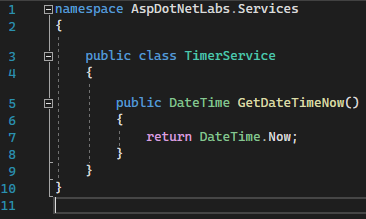 1 namespace AspDotNetLabs.Services
2 {
3 public class TimerService
4 {
5 public DateTime GetDateTimeNow()
6 {
7 return DateTime.Now;
8 }
9 }
10 }
11